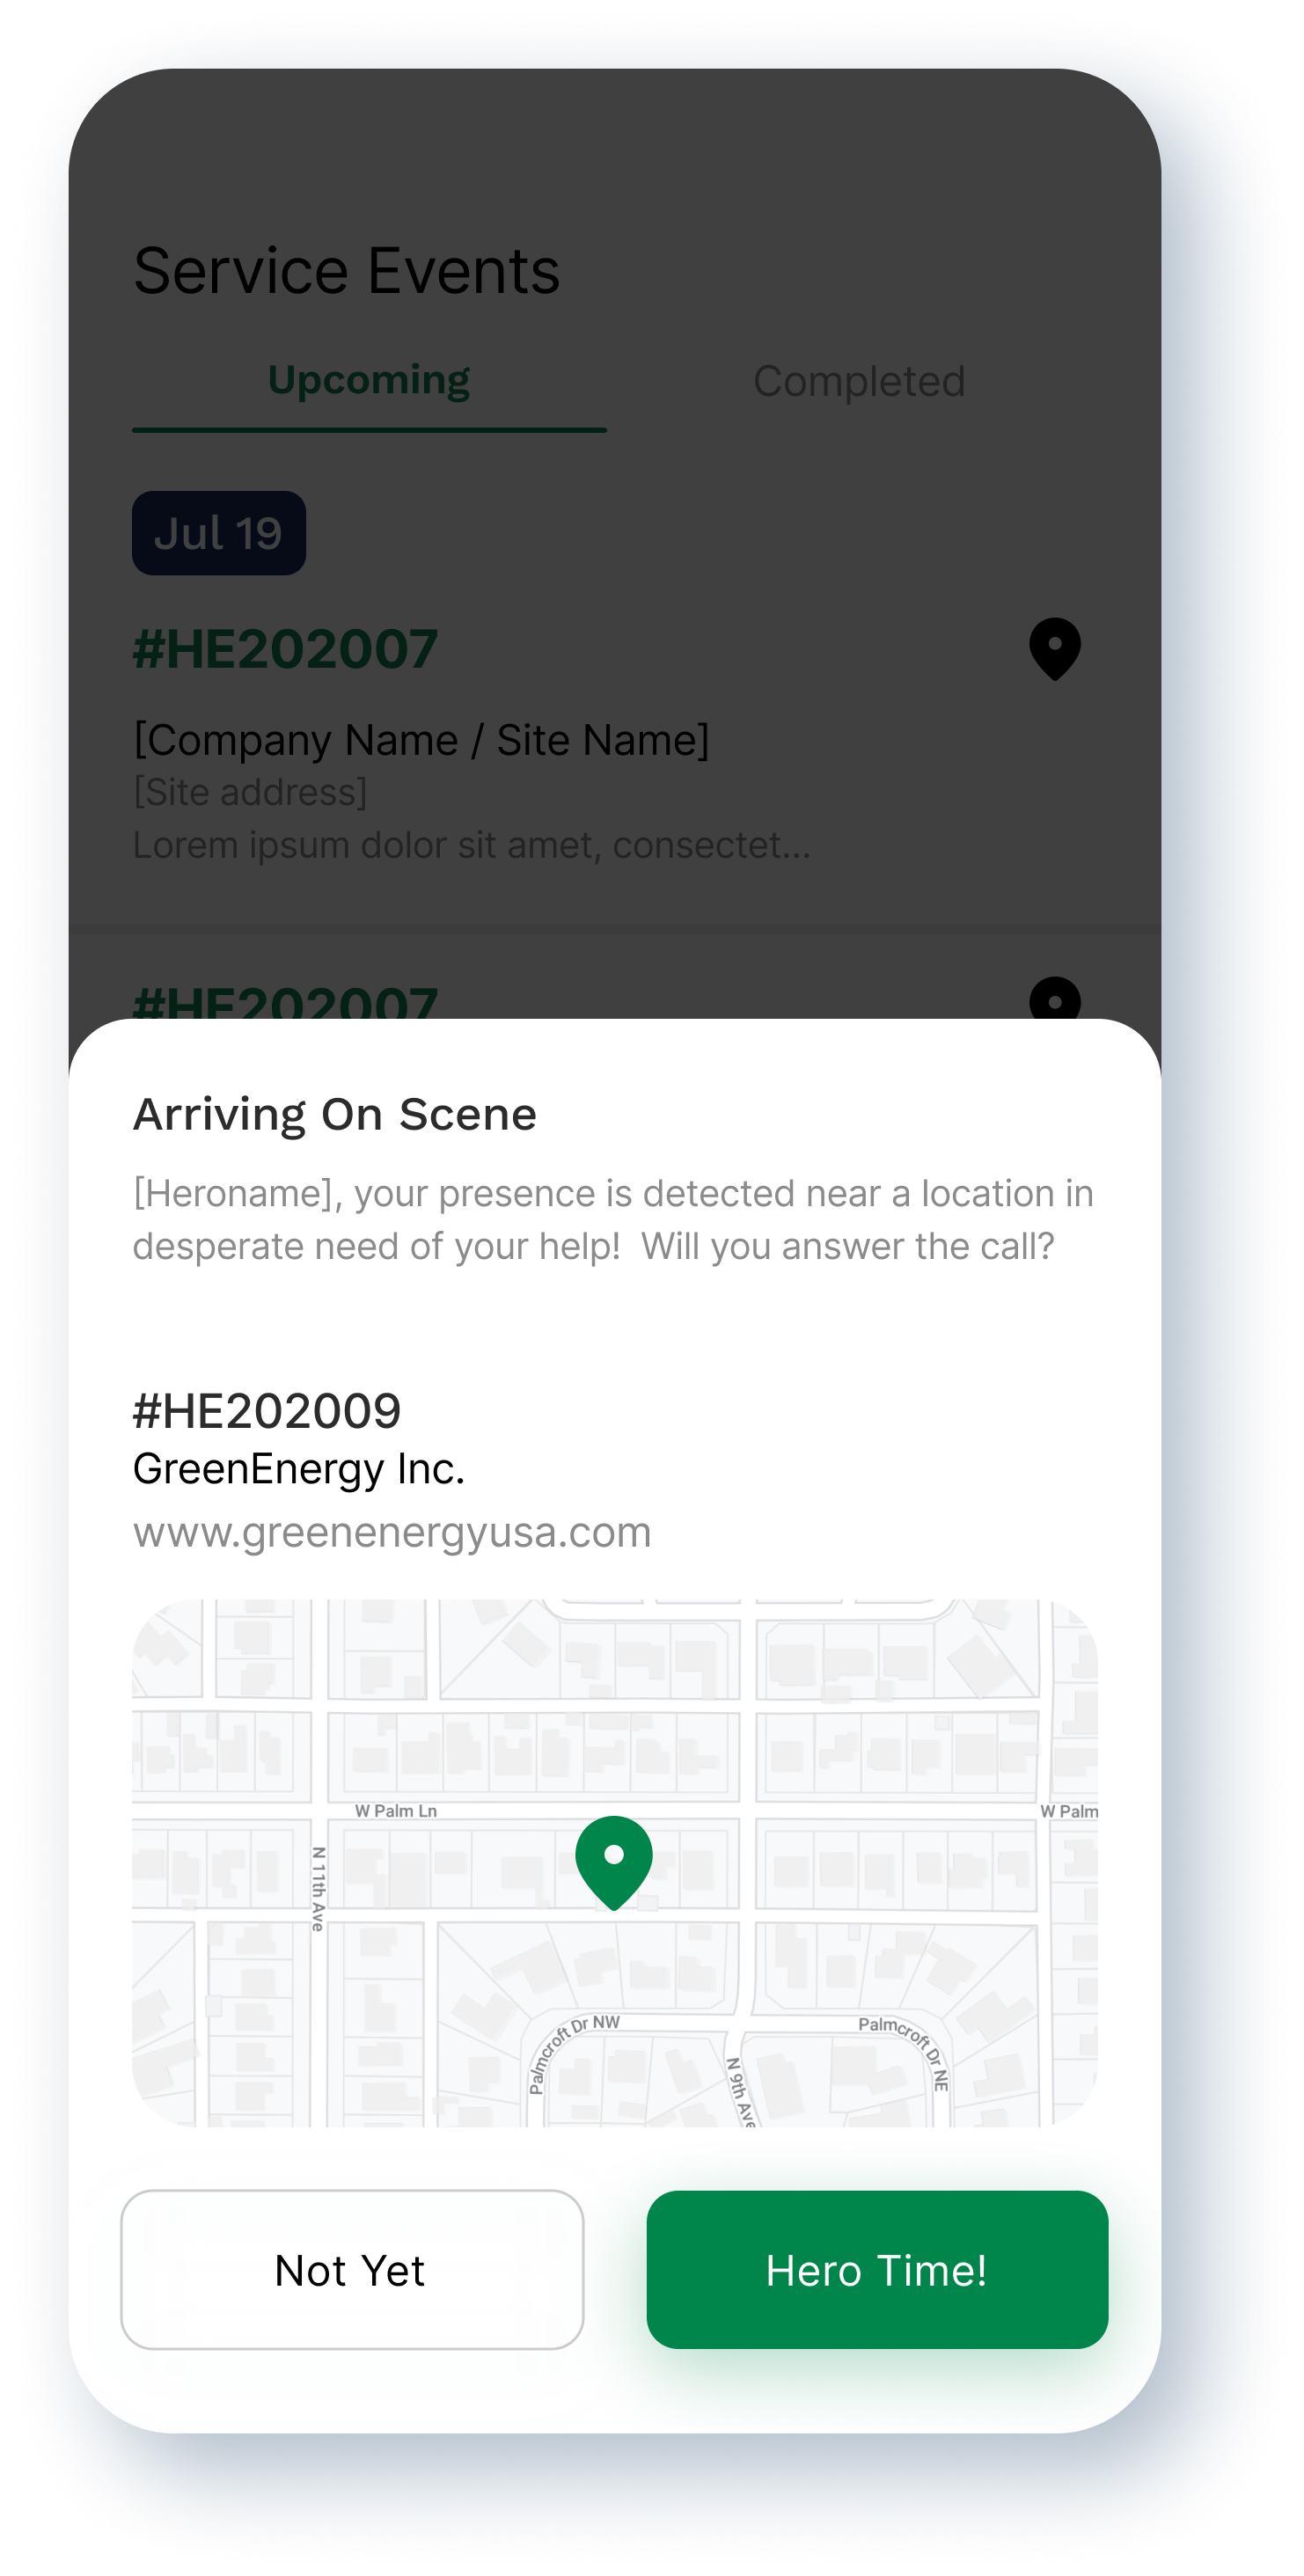 Service Events
Upcoming
Completed
Jul 19
#HE202007
[Company Name / Site Name]
[Site address]
Lorem ipsum dolor sit amet, consectet...
#HE202007
Arriving On Scene
[Heroname], your presence is detected near a location in
desperate need of your help!  Will you answer the call?
#HE202009
GreenEnergy Inc.
www.greenenergyusa.com
W Palm Ln
W Palm
N 11th Ave
Palmcroft Dr NW
Palmcroft Dr NE
N 9th Ave
Not Yet
Hero Time!